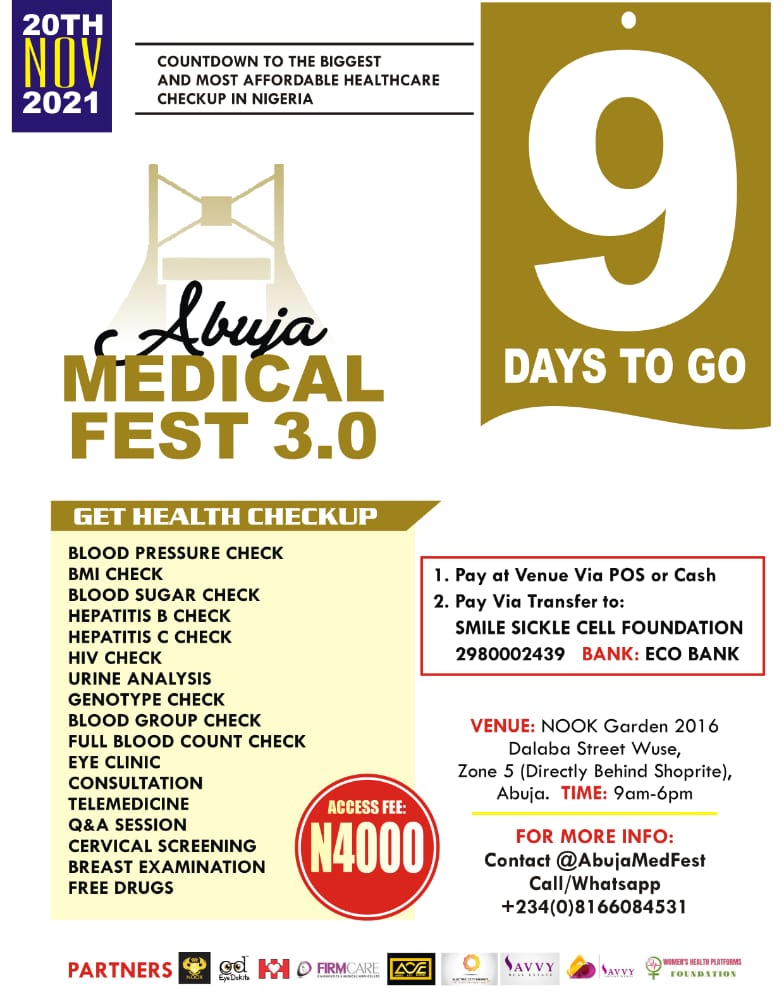 20TH
NOV
2021
COUNTDOWN TO THE BIGGEST
AND MOST AFFORDABLE HEALTHCARE
CHECKUP IN NIGERIA
9
DAYS TO GO
Abuja
MEDICAL
FEST 3.0
GET HEALTH CHECKUP
BLOOD PRESSURE CHECK
BMI CHECK
BLOOD SUGAR CHECK
HEPATITIS B CHECK
HEPATITIS C CHECK
HIV CHECK
URINE ANALYSIS
GENOTYPE CHECK
BLOOD GROUP CHECK
FULL BLOOD COUNT CHECK
EYE CLINIC
CONSULTATION
TELEMEDICINE
Q&A SESSION
CERVICAL SCREENING
BREAST EXAMINATION
FREE DRUGS
ACCESS FEE:
N4000
1. Pay at Venue Via POS or Cash
2. Pay Via Transfer to:
SMILE SICKLE CELL FOUNDATION
2980002439 BANK: ECO BANK
VENUE: NOOK Garden 2016
Dalaba Street Wuse,
Zone 5 (Directly Behind Shoprite),
Abuja. TIME: 9am-6pm
FOR MORE INFO:
Contact @AbujaMedFest
Call/Whatsapp
+234(0)8166084531
PARTNERS
NOOK
EyeDokita
FIRMCARE
SAVVY
REAL ESTATE
SAVVY
WOMEN'S HEALTH PLATFORMS
FOUNDATION